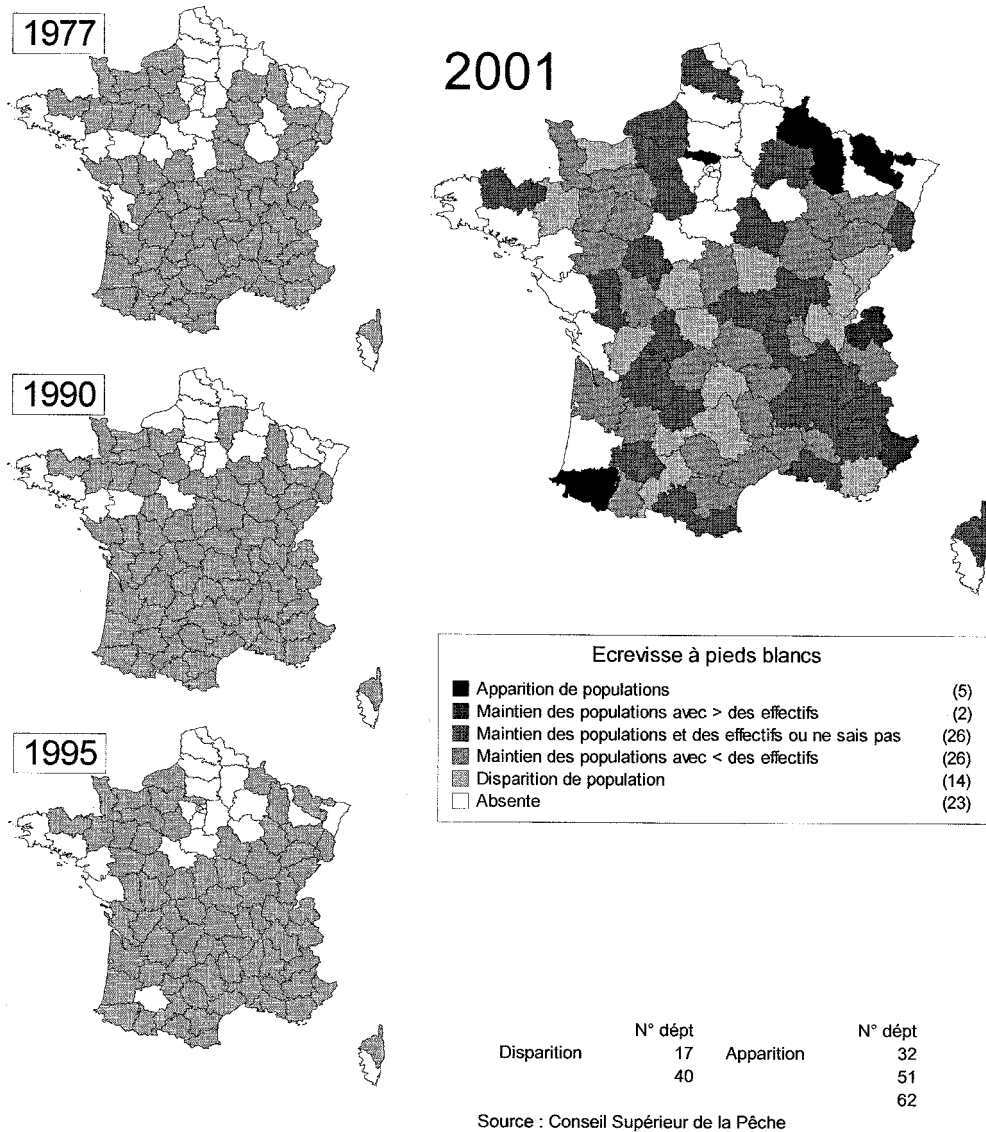 1977
2001
1990
1995
Ecrevisse à pieds blancs
Apparition de populations (5)
Maintien des populations avec > des effectifs (2)
Maintien des populations et des effectifs ou ne sais pas (26)
Maintien des populations avec < des effectifs (26)
Disparition de population (14)
Absente (23)
N° dépt N° dépt
Disparition 17 Apparition 32
40 51
62
Source : Conseil Supérieur de la Pêche